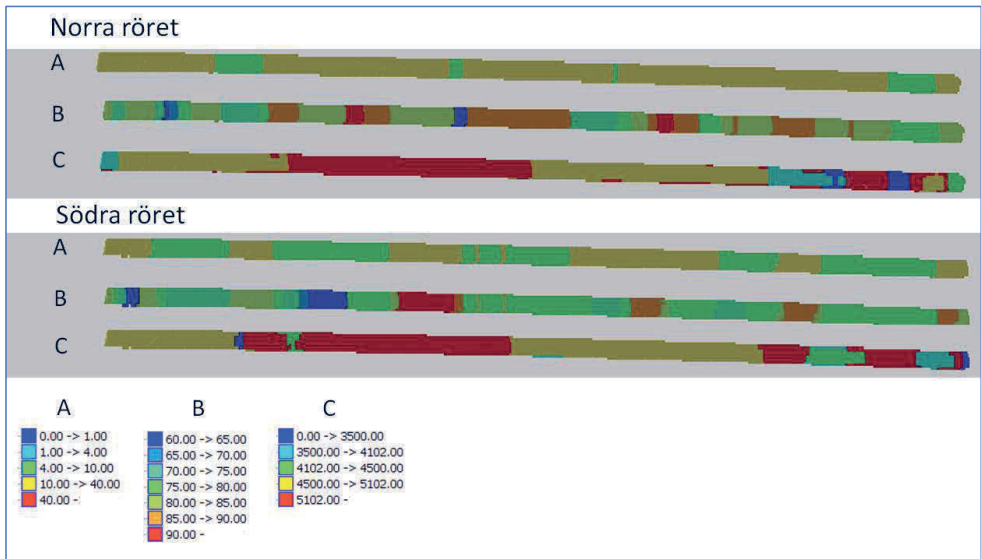 Norra röret
A
B
C
Södra röret
A
B
C
A
0.00 -> 1.00
1.00 -> 4.00
4.00 -> 10.00
10.00 -> 40.00
40.00 -
B
60.00 -> 65.00
65.00 -> 70.00
70.00 -> 75.00
75.00 -> 80.00
80.00 -> 85.00
85.00 -> 90.00
90.00 -
C
0.00 -> 3500.00
3500.00 -> 4102.00
4102.00 -> 4500.00
4500.00 -> 5102.00
5102.00 -